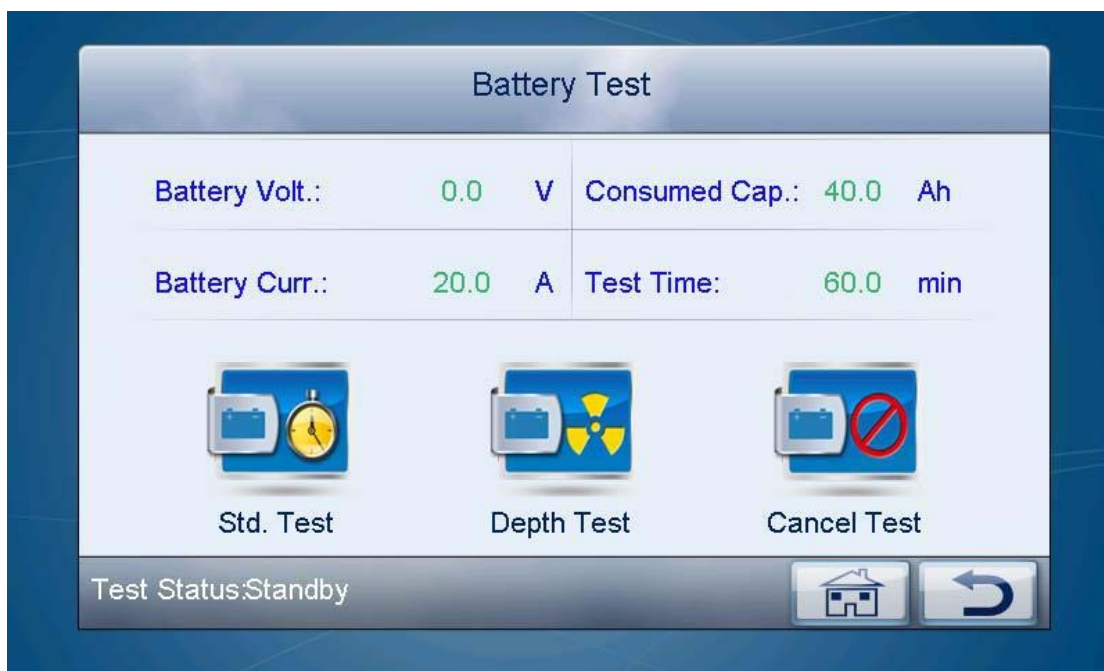 Battery Test
Battery Volt.: 0.0 V Consumed Cap.: 40.0 Ah
Battery Curr.: 20.0 A Test Time: 60.0 min
Std. Test Depth Test Cancel Test
Test Status:Standby